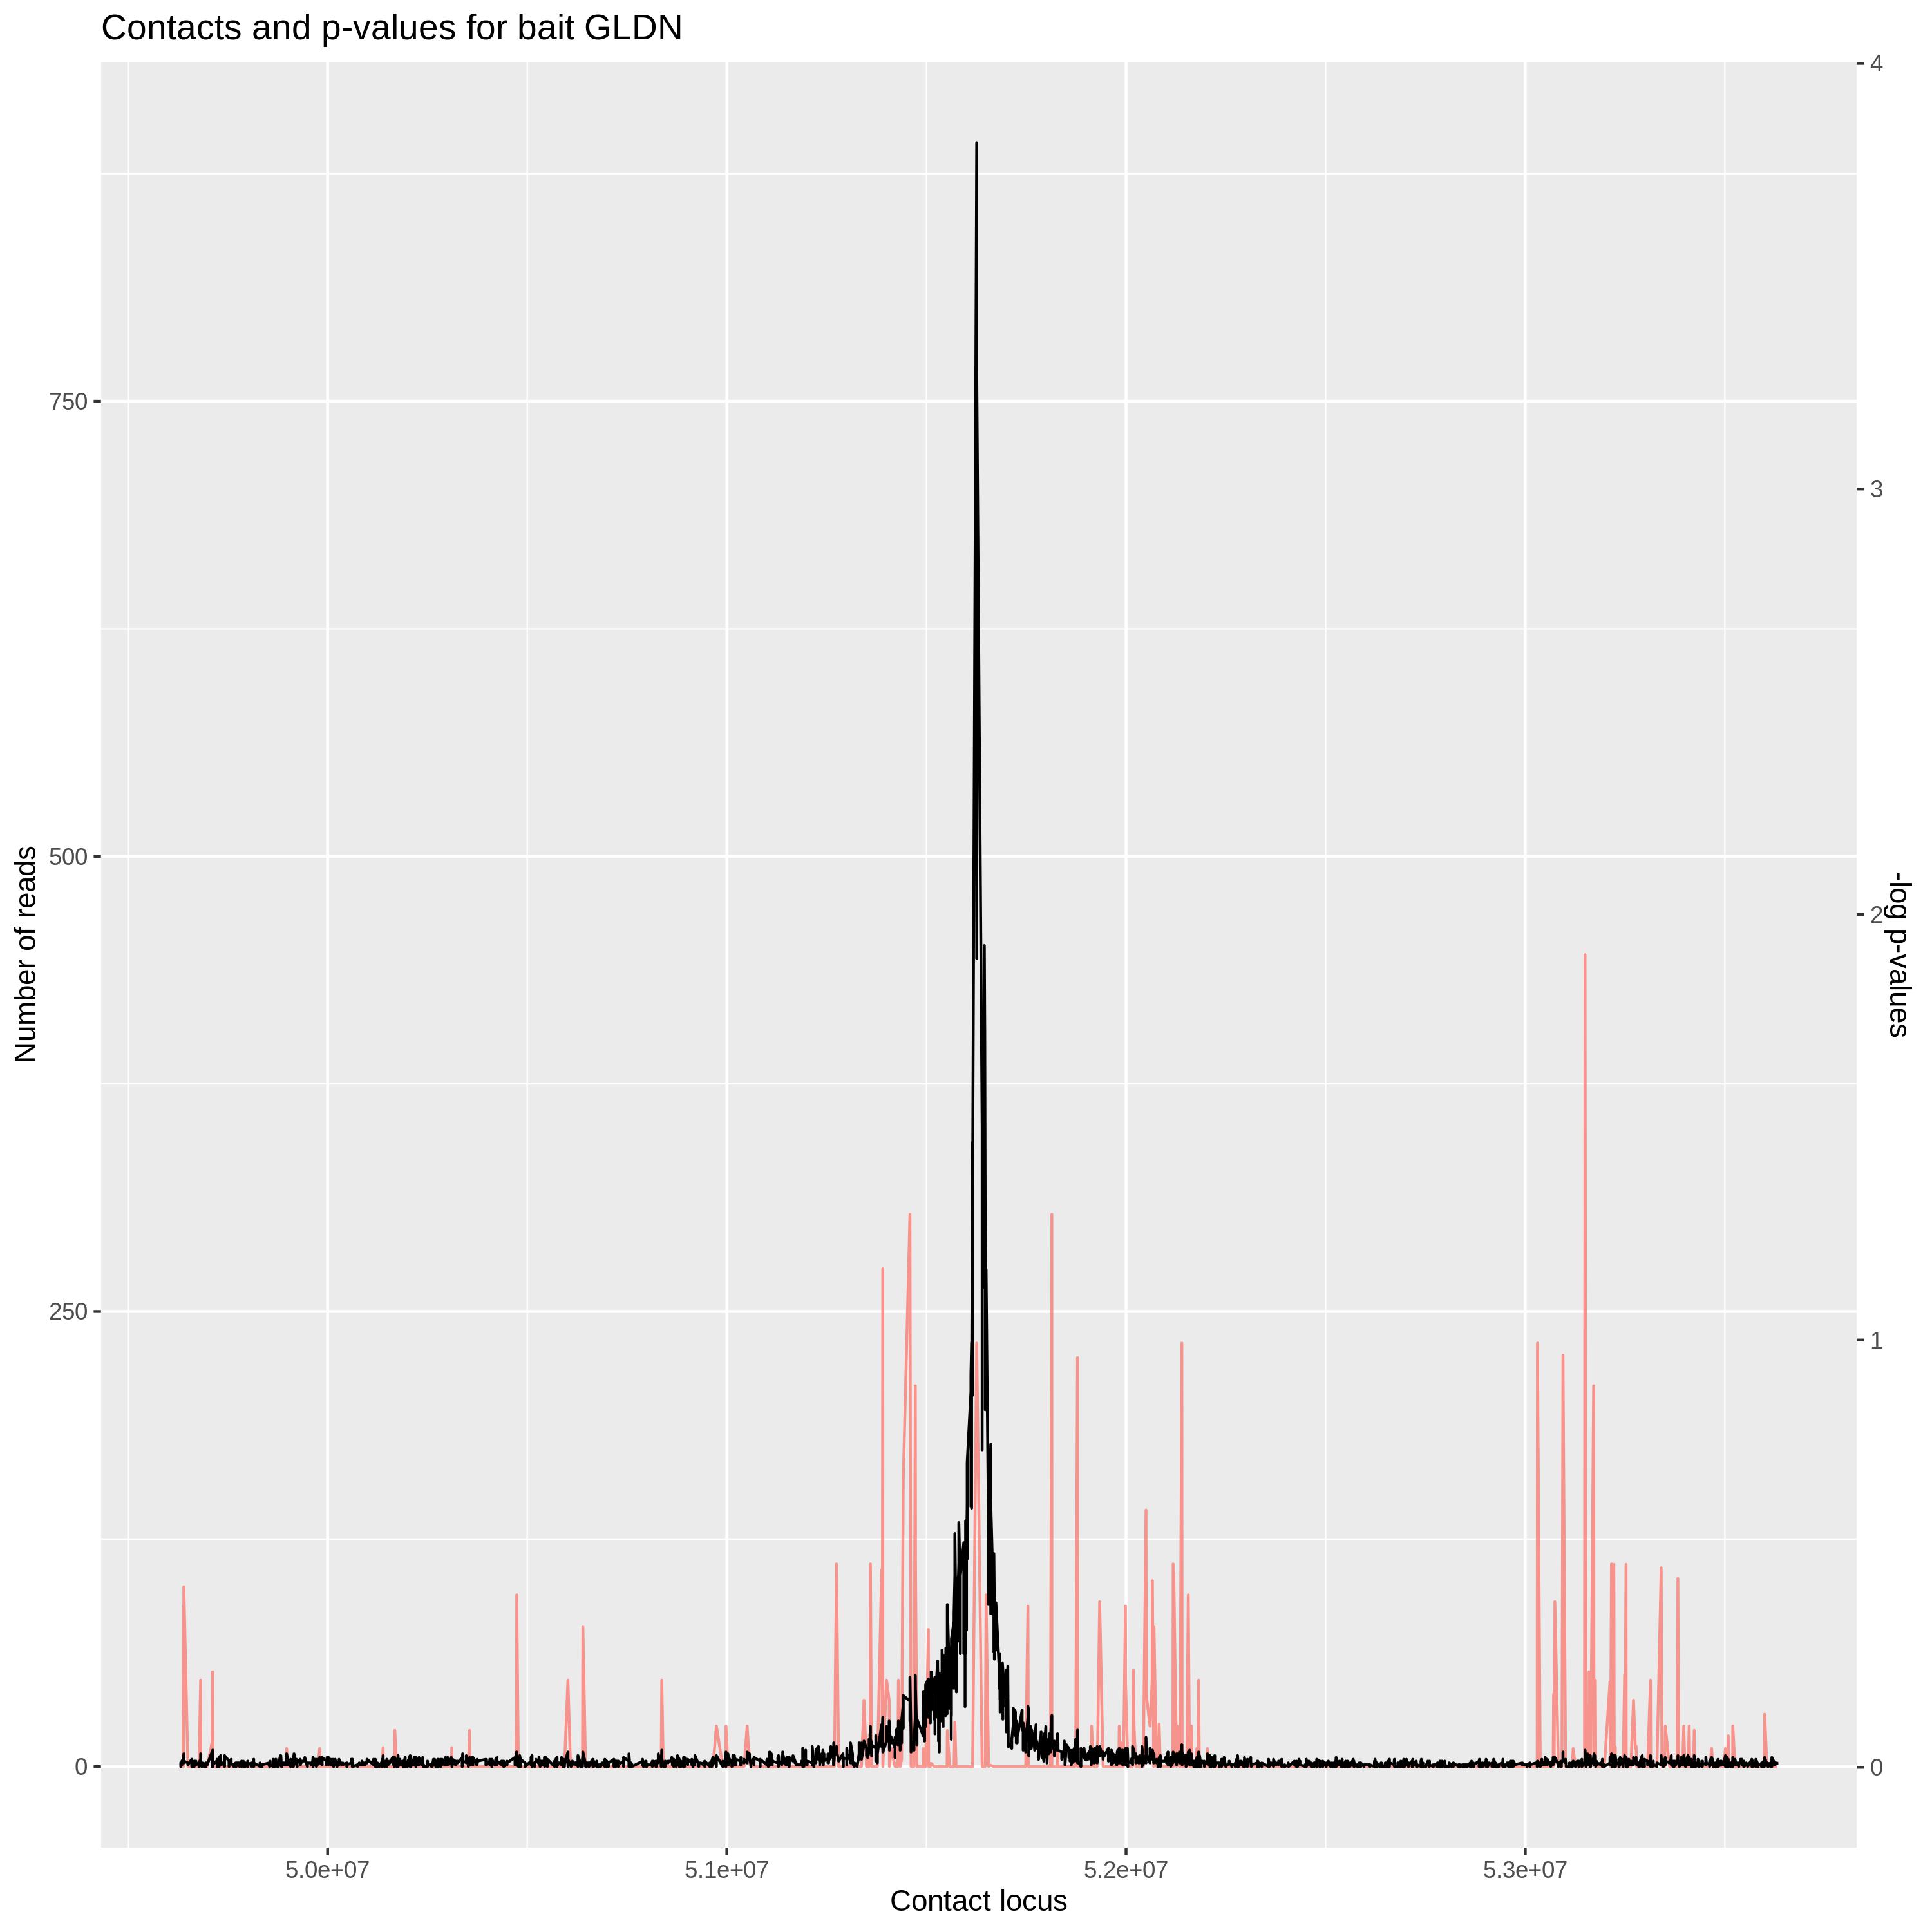 Contacts and p-values for bait GLDN
4
750
3
500
2
250
1
0
0
Number of reads
-log p-values
5.0e+07
5.1e+07
5.2e+07
5.3e+07
Contact locus